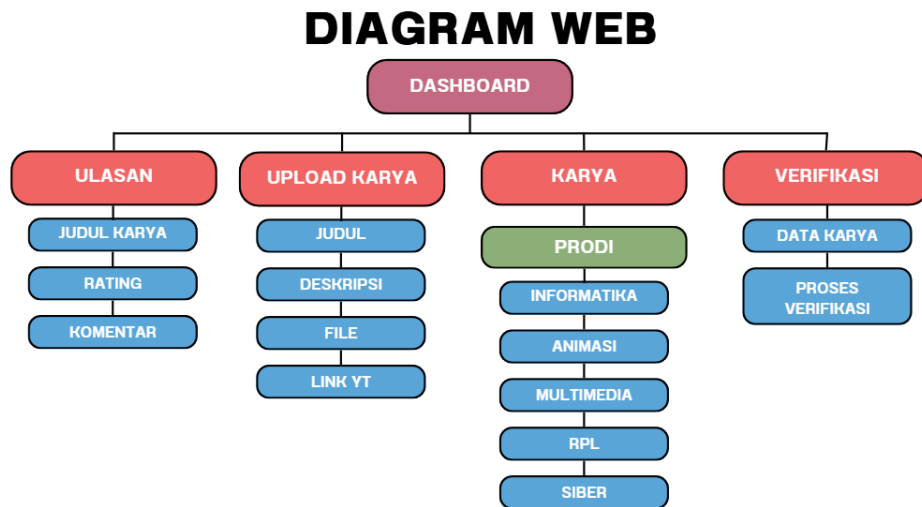 DIAGRAM WEB
DASHBOARD
ULASAN
JUDUL KARYA
RATING
KOMENTAR
UPLOAD KARYA
JUDUL
DESKRIPSI
FILE
LINK YT
KARYA
PRODI
INFORMATIKA
ANIMASI
MULTIMEDIA
RPL
SIBER
VERIFIKASI
DATA KARYA
PROSES
VERIFIKASI